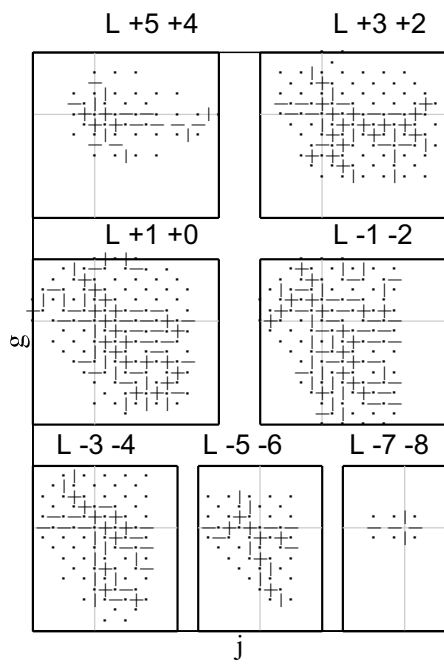 L +5 +4
L +3 +2
L +1 +0
L -1 -2
g
L -3 -4
L -5 -6
L -7 -8
j